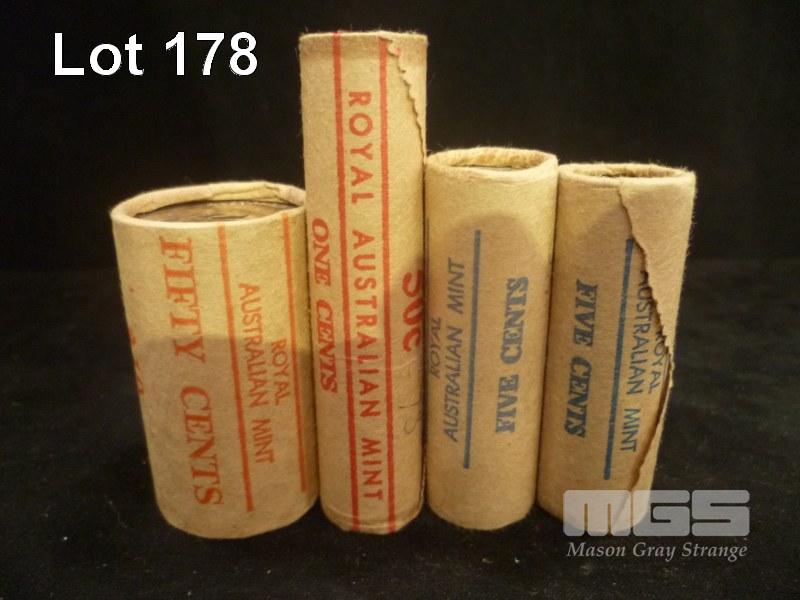 Lot 178
FIFTY CENTS
ROYAL
AUSTRALIAN MINT
ROYAL AUSTRALIAN MINT
ONE CENTS
50c
ROYAL
AUSTRALIAN MINT
FIVE CENTS
ROYAL
AUSTRALIAN MINT
FIVE CENTS
MGS
Mason Gray Strange